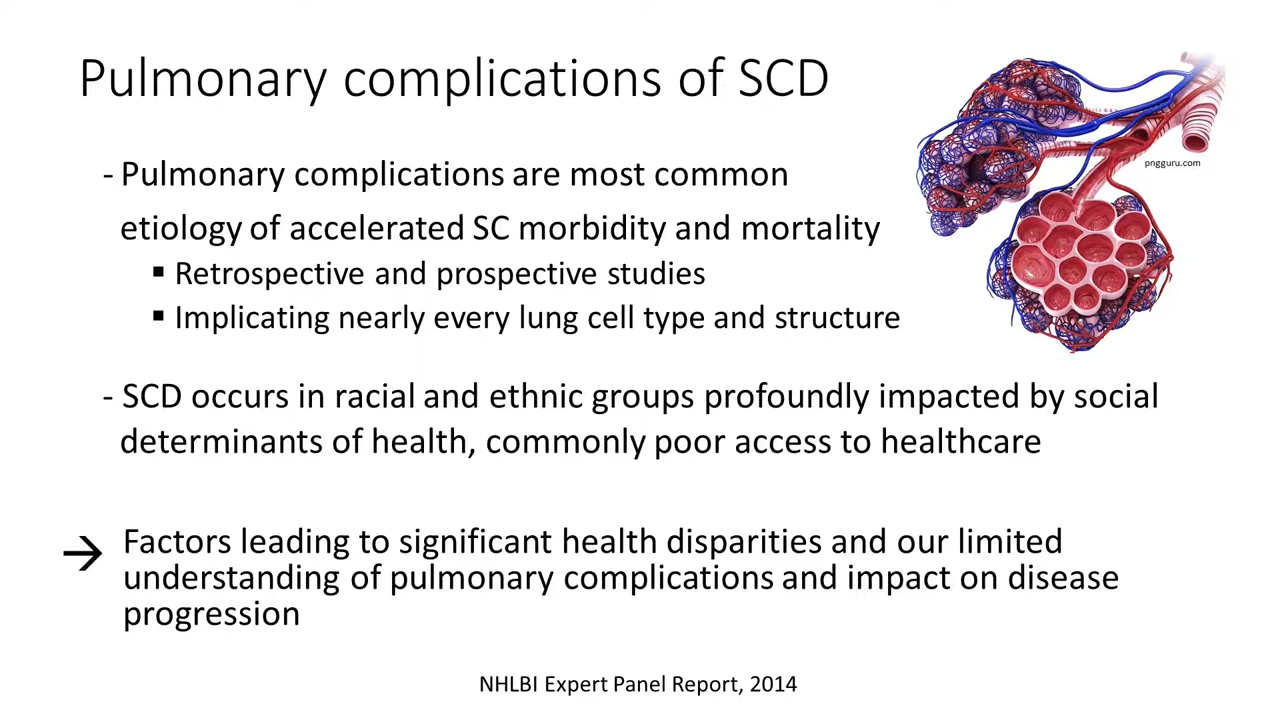 Pulmonary complications of SCD
pngguru.com
- Pulmonary complications are most common
etiology of accelerated SC morbidity and mortality
▪ Retrospective and prospective studies
▪ Implicating nearly every lung cell type and structure
- SCD occurs in racial and ethnic groups profoundly impacted by social
determinants of health, commonly poor access to healthcare
→ Factors leading to significant health disparities and our limited
understanding of pulmonary complications and impact on disease
progression
NHLBI Expert Panel Report, 2014